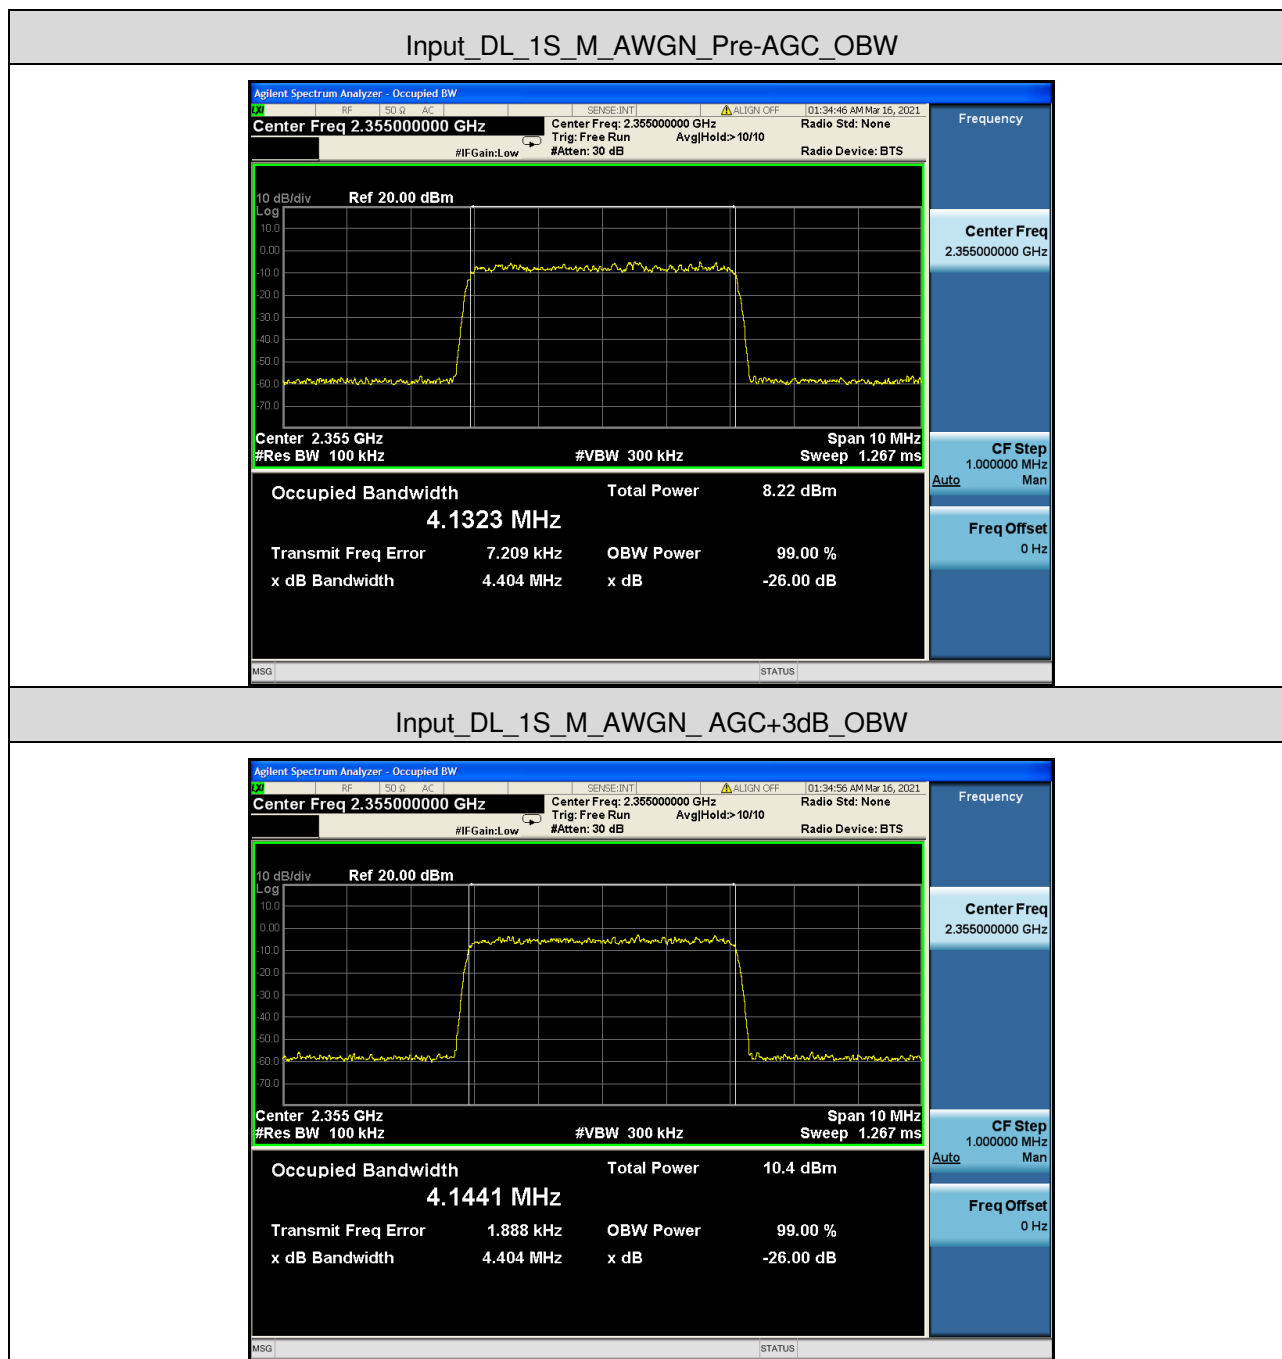 Input_DL_1S_M_AWGN_Pre-AGC_OBW
Agilent Spectrum Analyzer - Occupied BW
LXI RF 50 Ω AC SENSE:INT ALIGN OFF 01:34:46 AM Mar 16, 2021
Center Freq 2.355000000 GHz
Center Freq: 2.355000000 GHz Radio Std: None
Trig: Free Run Avg|Hold:>10/10
#IFGain:Low #Atten: 30 dB Radio Device: BTS
Frequency
10 dB/div Ref 20.00 dBm
Log
10.0
0.00
-10.0
-20.0
-30.0
-40.0
-50.0
-60.0
-70.0
Center 2.355 GHz Span 10 MHz
#Res BW 100 kHz #VBW 300 kHz Sweep 1.267 ms
Occupied Bandwidth Total Power 8.22 dBm
4.1323 MHz
Transmit Freq Error 7.209 kHz OBW Power 99.00 %
x dB Bandwidth 4.404 MHz x dB -26.00 dB
Center Freq
2.355000000 GHz
CF Step
1.000000 MHz
Auto Man
Freq Offset
0 Hz
MSG STATUS
Input_DL_1S_M_AWGN_ AGC+3dB_OBW
Agilent Spectrum Analyzer - Occupied BW
LXI RF 50 Ω AC SENSE:INT ALIGN OFF 01:34:56 AM Mar 16, 2021
Center Freq 2.355000000 GHz
Center Freq: 2.355000000 GHz Radio Std: None
Trig: Free Run Avg|Hold:>10/10
#IFGain:Low #Atten: 30 dB Radio Device: BTS
Frequency
10 dB/div Ref 20.00 dBm
Log
10.0
0.00
-10.0
-20.0
-30.0
-40.0
-50.0
-60.0
-70.0
Center 2.355 GHz Span 10 MHz
#Res BW 100 kHz #VBW 300 kHz Sweep 1.267 ms
Occupied Bandwidth Total Power 10.4 dBm
4.1441 MHz
Transmit Freq Error 1.888 kHz OBW Power 99.00 %
x dB Bandwidth 4.404 MHz x dB -26.00 dB
Center Freq
2.355000000 GHz
CF Step
1.000000 MHz
Auto Man
Freq Offset
0 Hz
MSG STATUS